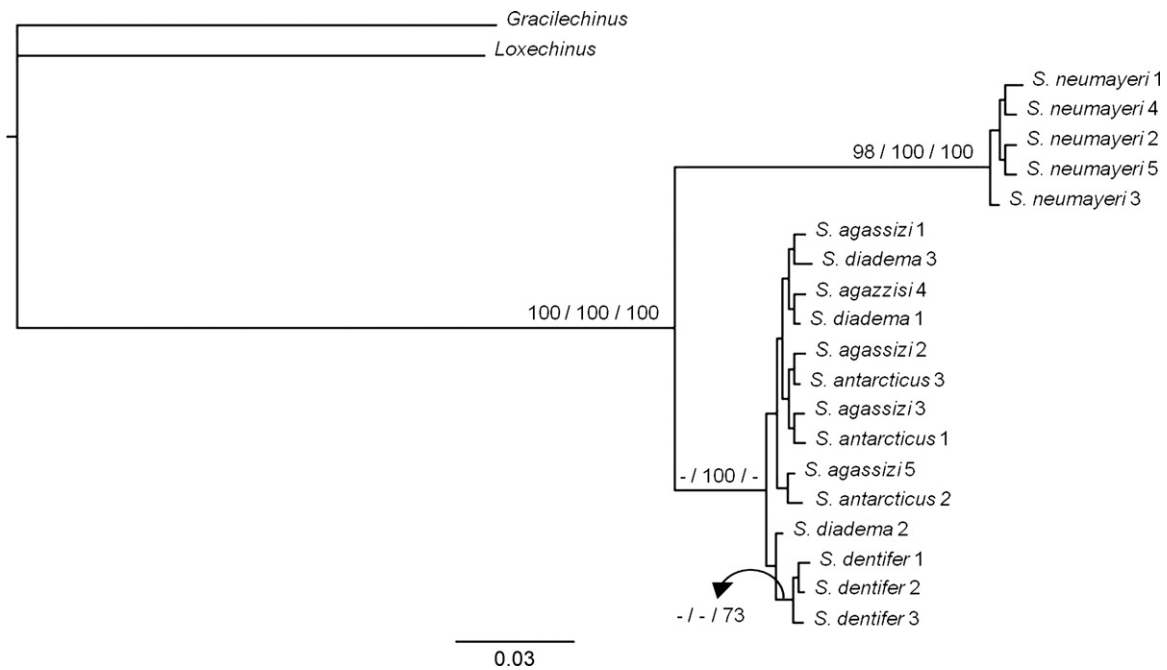 Gracilechinus
Loxechinus
S. neumayeri 1
S. neumayeri 4
98 / 100 / 100
S. neumayeri 2
S. neumayeri 5
S. neumayeri 3
S. agassizi 1
S. diadema 3
S. agazzisi 4
100 / 100 / 100
S. diadema 1
S. agassizi 2
S. antarcticus 3
S. agassizi 3
S. antarcticus 1
- / 100 / -
S. agassizi 5
S. antarcticus 2
S. diadema 2
S. dentifer 1
S. dentifer 2
- / - / 73
S. dentifer 3
0.03